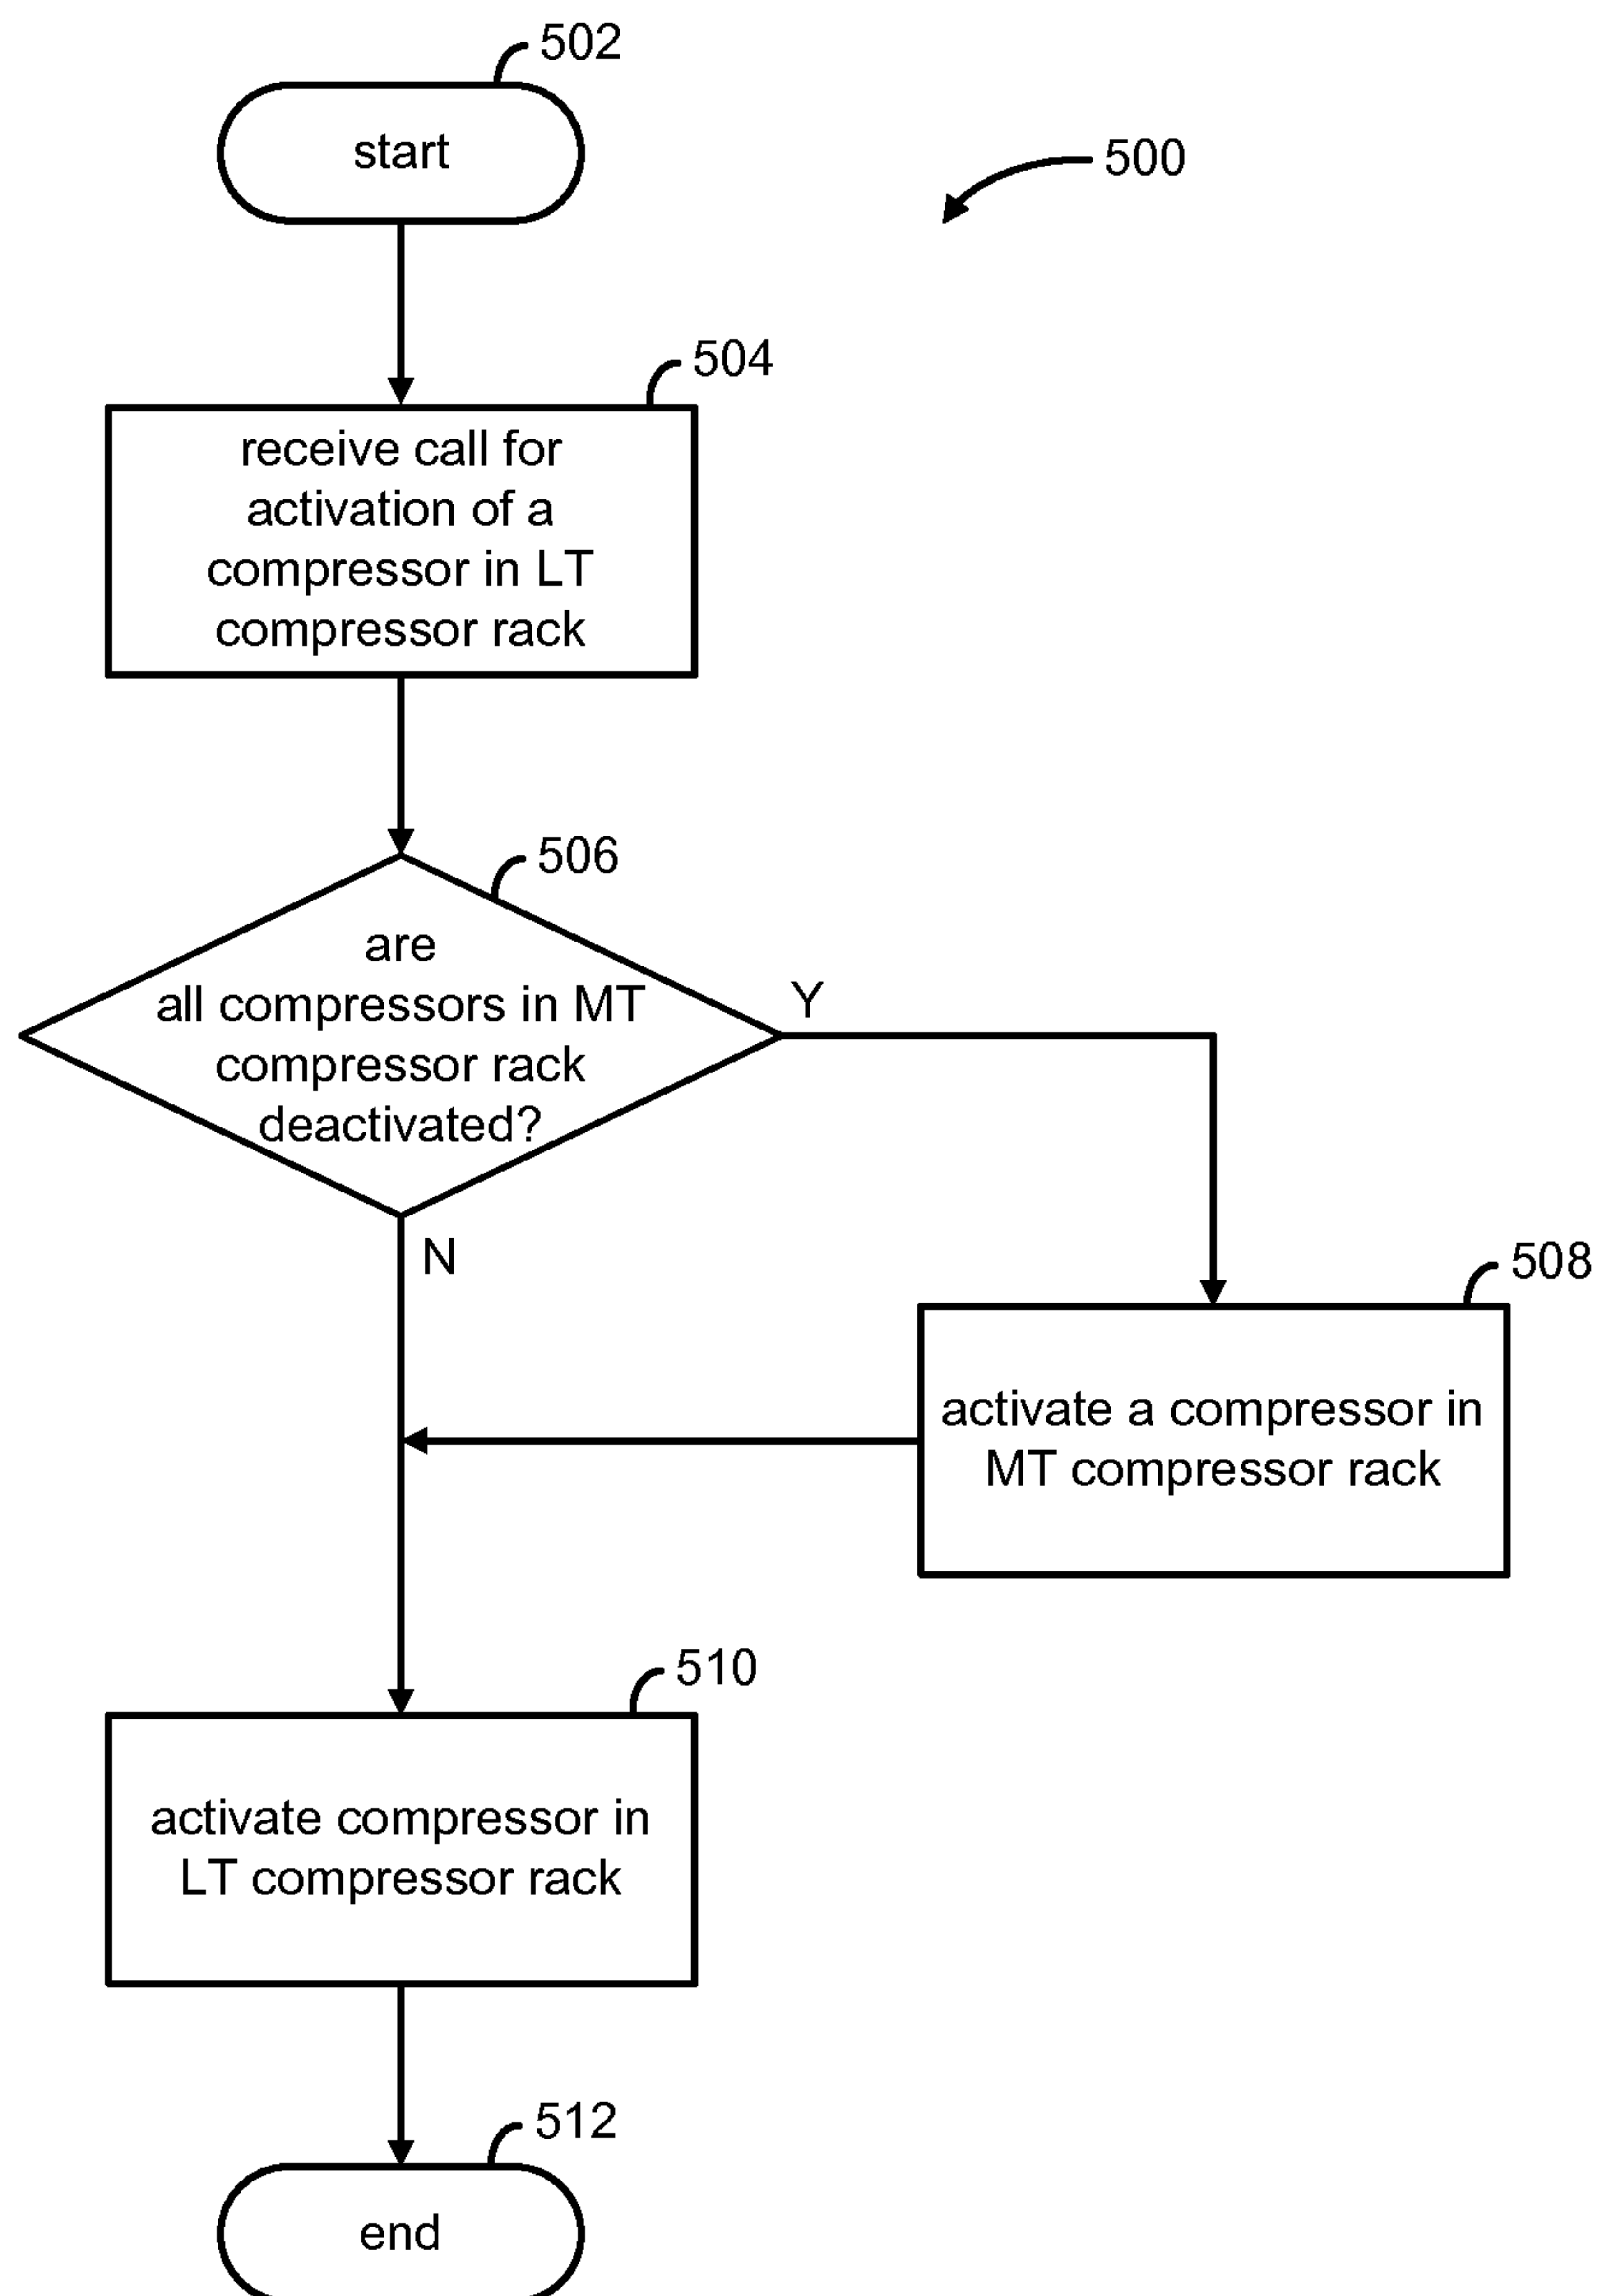 502
start
500
504
receive call for
activation of a
compressor in LT
compressor rack
506
are
all compressors in MT
compressor rack
deactivated?
Y
N
508
activate a compressor in
MT compressor rack
510
activate compressor in
LT compressor rack
512
end